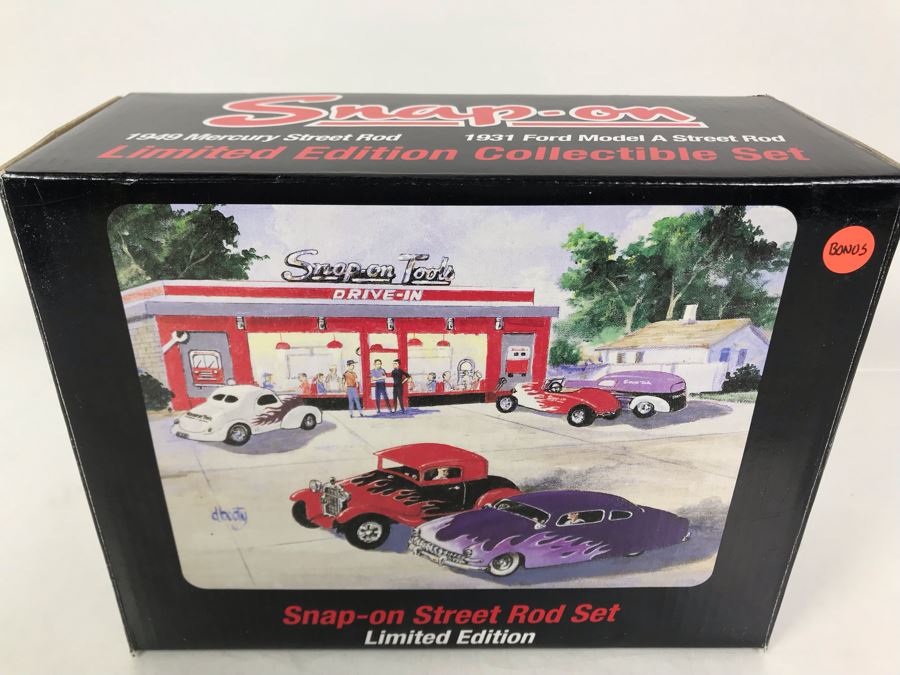 Snap-on
1949 Mercury Street Rod 1931 Ford Model A Street Rod
Limited Edition Collectible Set
BONUS
Snap-on Tools
DRIVE-IN
Snap-on Street Rod Set
Limited Edition